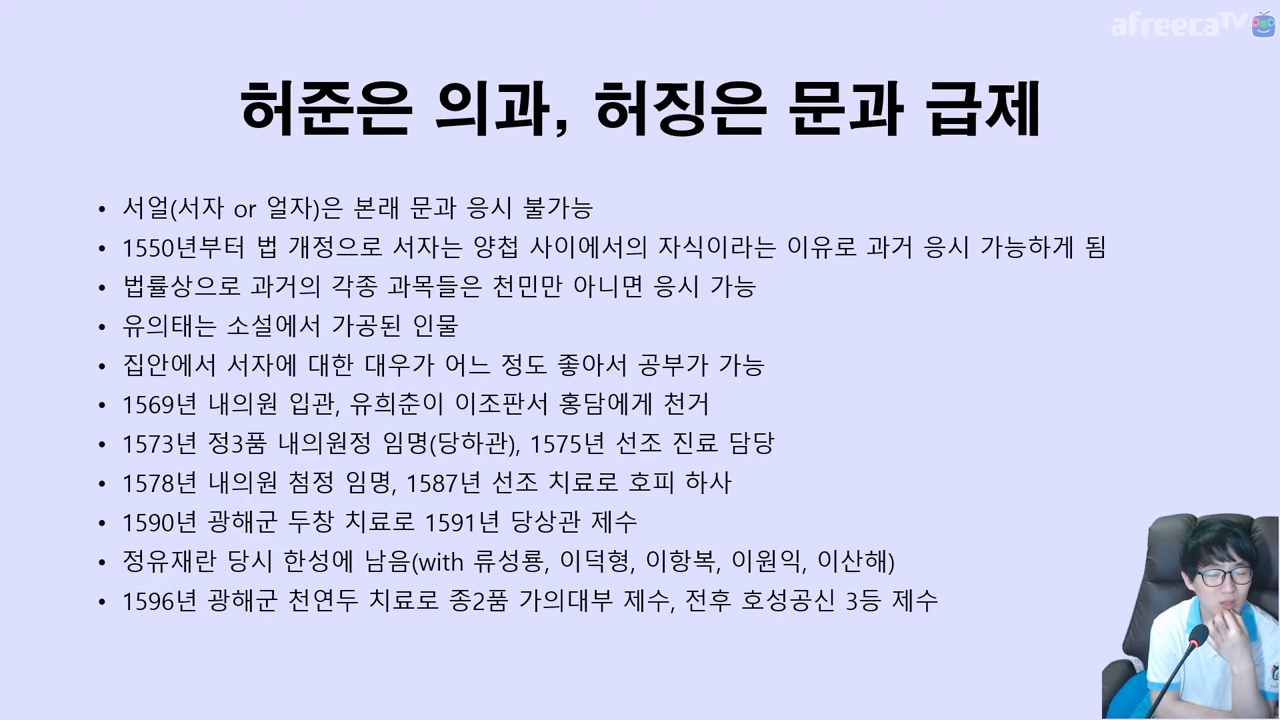 afreecaTV
허준은 의과, 허징은 문과 급제
• 서얼(서자 or 얼자)은 본래 문과 응시 불가능
• 1550년부터 법 개정으로 서자는 양첩 사이에서의 자식이라는 이유로 과거 응시 가능하게 됨
• 법률상으로 과거의 각종 과목들은 천민만 아니면 응시 가능
• 유의태는 소설에서 가공된 인물
• 집안에서 서자에 대한 대우가 어느 정도 좋아서 공부가 가능
• 1569년 내의원 입관, 유희춘이 이조판서 홍담에게 천거
• 1573년 정3품 내의원정 임명(당하관), 1575년 선조 진료 담당
• 1578년 내의원 첨정 임명, 1587년 선조 치료로 호피 하사
• 1590년 광해군 두창 치료로 1591년 당상관 제수
• 정유재란 당시 한성에 남음(with 류성룡, 이덕형, 이항복, 이원익, 이산해)
• 1596년 광해군 천연두 치료로 종2품 가의대부 제수, 전후 호성공신 3등 제수